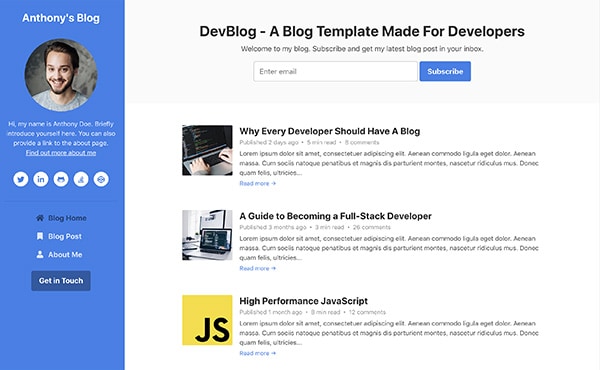 Anthony's Blog
Hi, my name is Anthony Doe. Briefly
introduce yourself here. You can also
provide a link to the about page.
Find out more about me
Blog Home
Blog Post
About Me
Get in Touch
DevBlog - A Blog Template Made For Developers
Welcome to my blog. Subscribe and get my latest blog post in your inbox.
Enter email
Subscribe
Why Every Developer Should Have A Blog
Published 2 days ago • 5 min read • 8 comments
Lorem ipsum dolor sit amet, consectetuer adipiscing elit. Aenean commodo ligula eget dolor. Aenean
massa. Cum sociis natoque penatibus et magnis dis parturient montes, nascetur ridiculus mus. Donec
quam felis, ultricies...
Read more →
A Guide to Becoming a Full-Stack Developer
Published 3 months ago • 3 min read • 26 comments
Lorem ipsum dolor sit amet, consectetuer adipiscing elit. Aenean commodo ligula eget dolor. Aenean
massa. Cum sociis natoque penatibus et magnis dis parturient montes, nascetur ridiculus mus. Donec
quam felis, ultricies...
Read more →
JS
High Performance JavaScript
Published 1 month ago • 8 min read • 12 comments
Lorem ipsum dolor sit amet, consectetuer adipiscing elit. Aenean commodo ligula eget dolor. Aenean
massa. Cum sociis natoque penatibus et magnis dis parturient montes, nascetur ridiculus mus. Donec
quam felis, ultricies...
Read more →